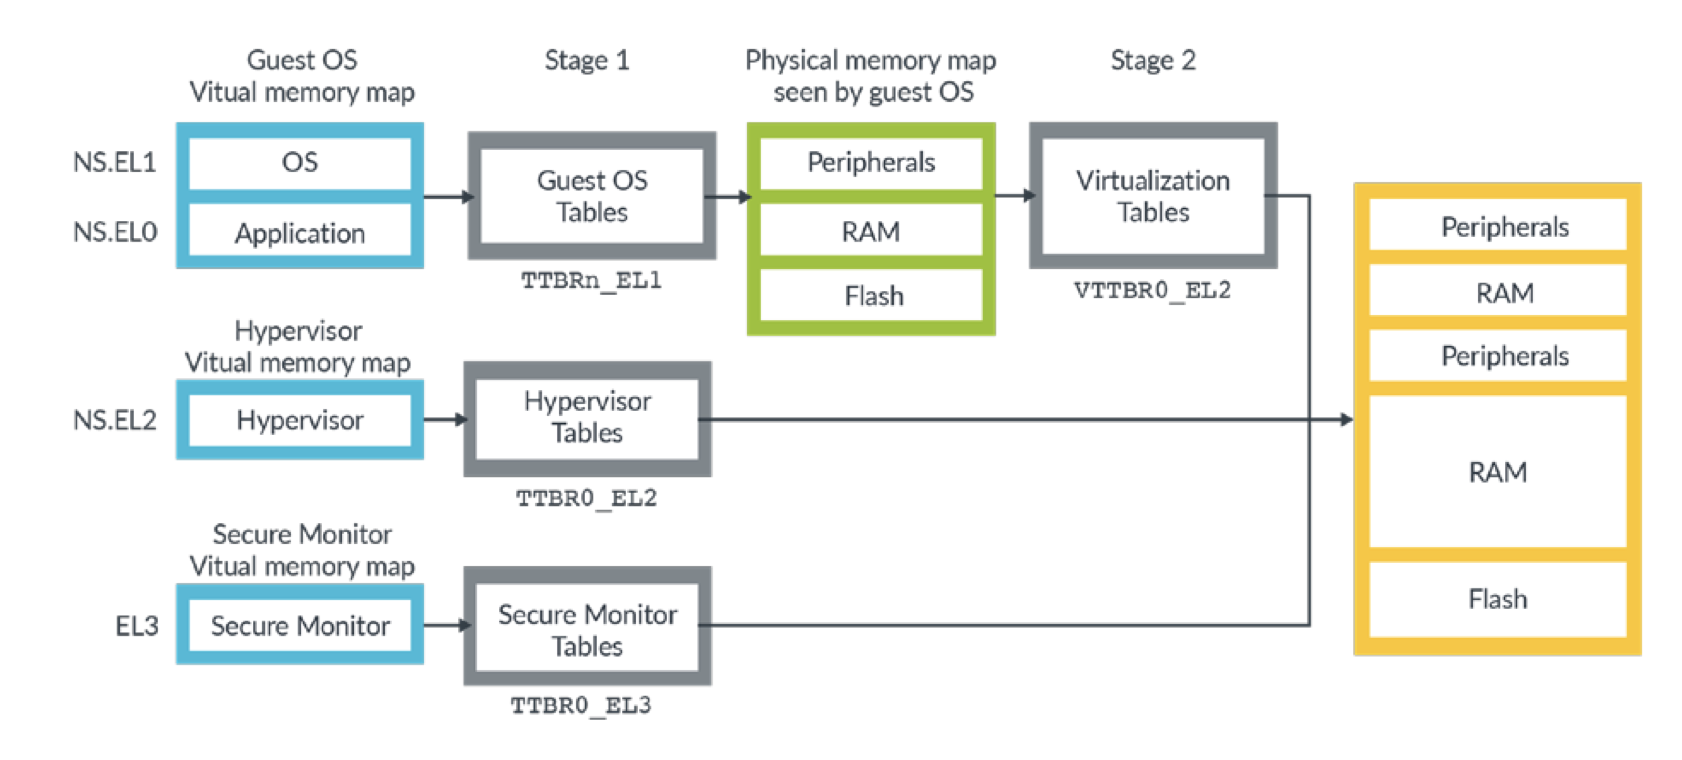 Guest OS
Vitual memory map
Stage 1
Physical memory map
seen by guest OS
Stage 2
NS.EL1
OS
NS.EL0
Application
Guest OS
Tables
TTBRn_EL1
Peripherals
RAM
Flash
Virtualization
Tables
VTTBR0_EL2
Hypervisor
Vitual memory map
NS.EL2
Hypervisor
Hypervisor
Tables
TTBR0_EL2
Secure Monitor
Vitual memory map
EL3
Secure Monitor
Secure Monitor
Tables
TTBR0_EL3
Peripherals
RAM
Peripherals
RAM
Flash